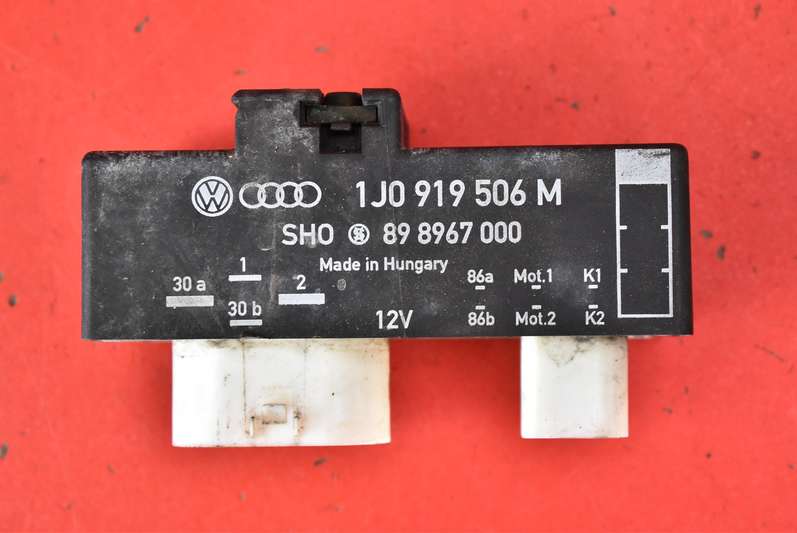 1J0 919 506 M
SHO 89 8967 000
Made in Hungary
30 a 1 2 86a Mot.1 K1
30 b 12V 86b Mot.2 K2